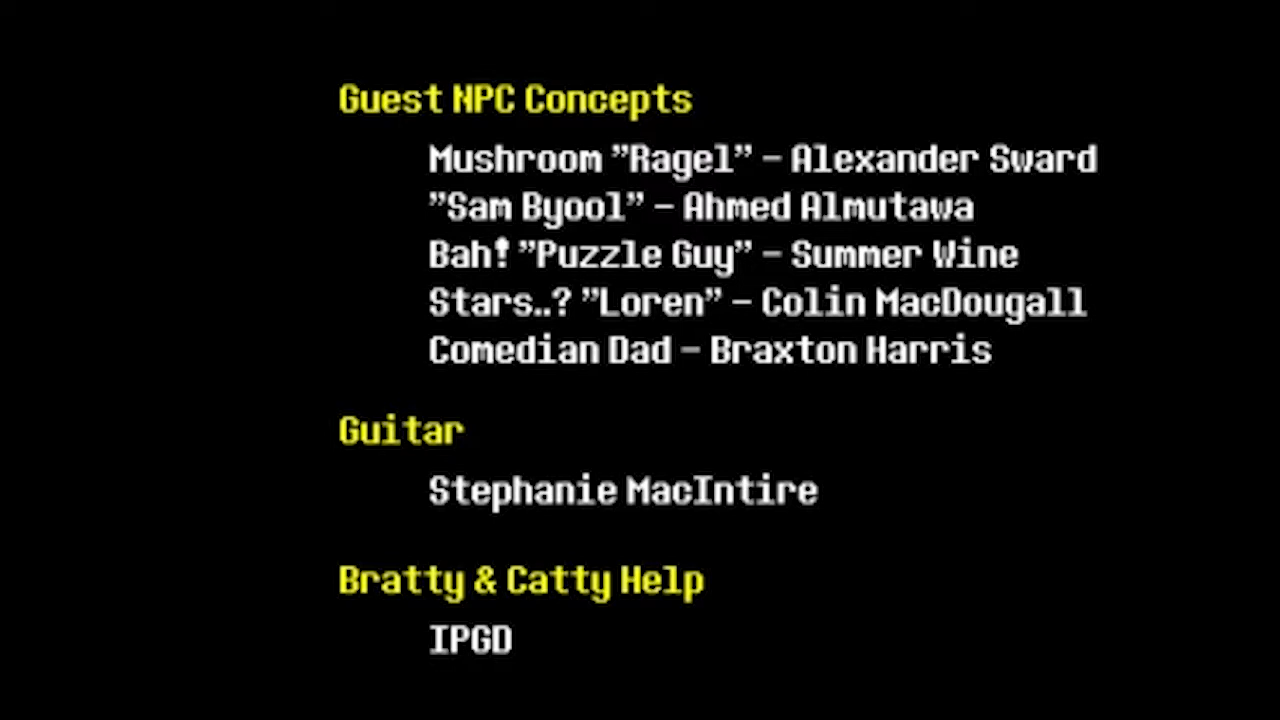 Guest NPC Concepts
Mushroom "Ragel" - Alexander Sward
"Sam Byool" - Ahmed Almutawa
Bah! "Puzzle Guy" - Summer Wine
Stars..? "Loren" - Colin MacDougall
Comedian Dad - Braxton Harris
Guitar
Stephanie MacIntire
Bratty & Catty Help
IPGD